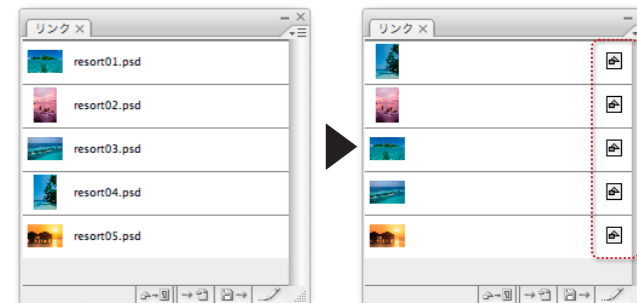 リンク ×
resort01.psd
resort02.psd
resort03.psd
resort04.psd
resort05.psd
リンク ×